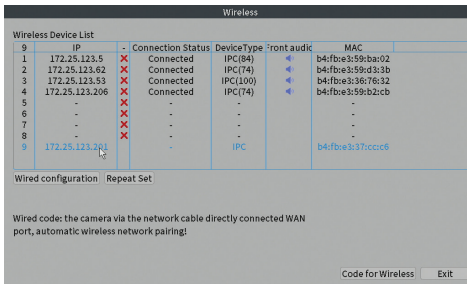 Wireless
Wireless Device List
9 IP - Connection Status DeviceType Front audio MAC
1 172.25.123.5 Connected IPC(84) b4:fb:e3:59:ba:02
2 172.25.123.62 Connected IPC(74) b4:fb:e3:59:d3:3b
3 172.25.123.53 Connected IPC(100) b4:fb:e3:36:76:32
4 172.25.123.206 Connected IPC(74) b4:fb:e3:59:b2:cb
5 - - - -
6 - - - -
7 - - - -
8 - - - -
9 172.25.123.201 - IPC b4:fb:e3:37:cc:c6
Wired configuration Repeat Set
Wired code: the camera via the network cable directly connected WAN
port, automatic wireless network pairing!
Code for Wireless Exit